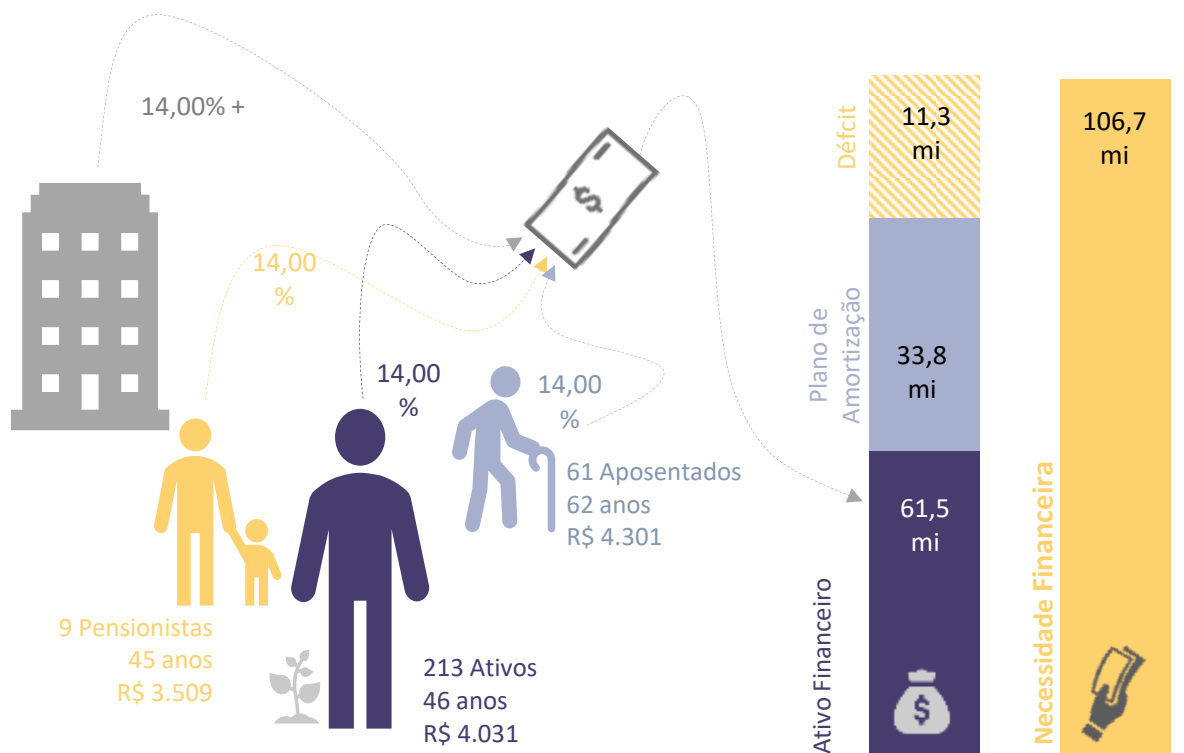 14,00% +
14,00
%
14,00
%
14,00
%
61 Aposentados
62 anos
R$ 4.301
9 Pensionistas
45 anos
R$ 3.509
213 Ativos
46 anos
R$ 4.031
Défcit
11,3
mi
Plano de
Amortização
33,8
mi
Ativo Financeiro
61,5
mi
$
$
Necessidade Financeira
106,7
mi